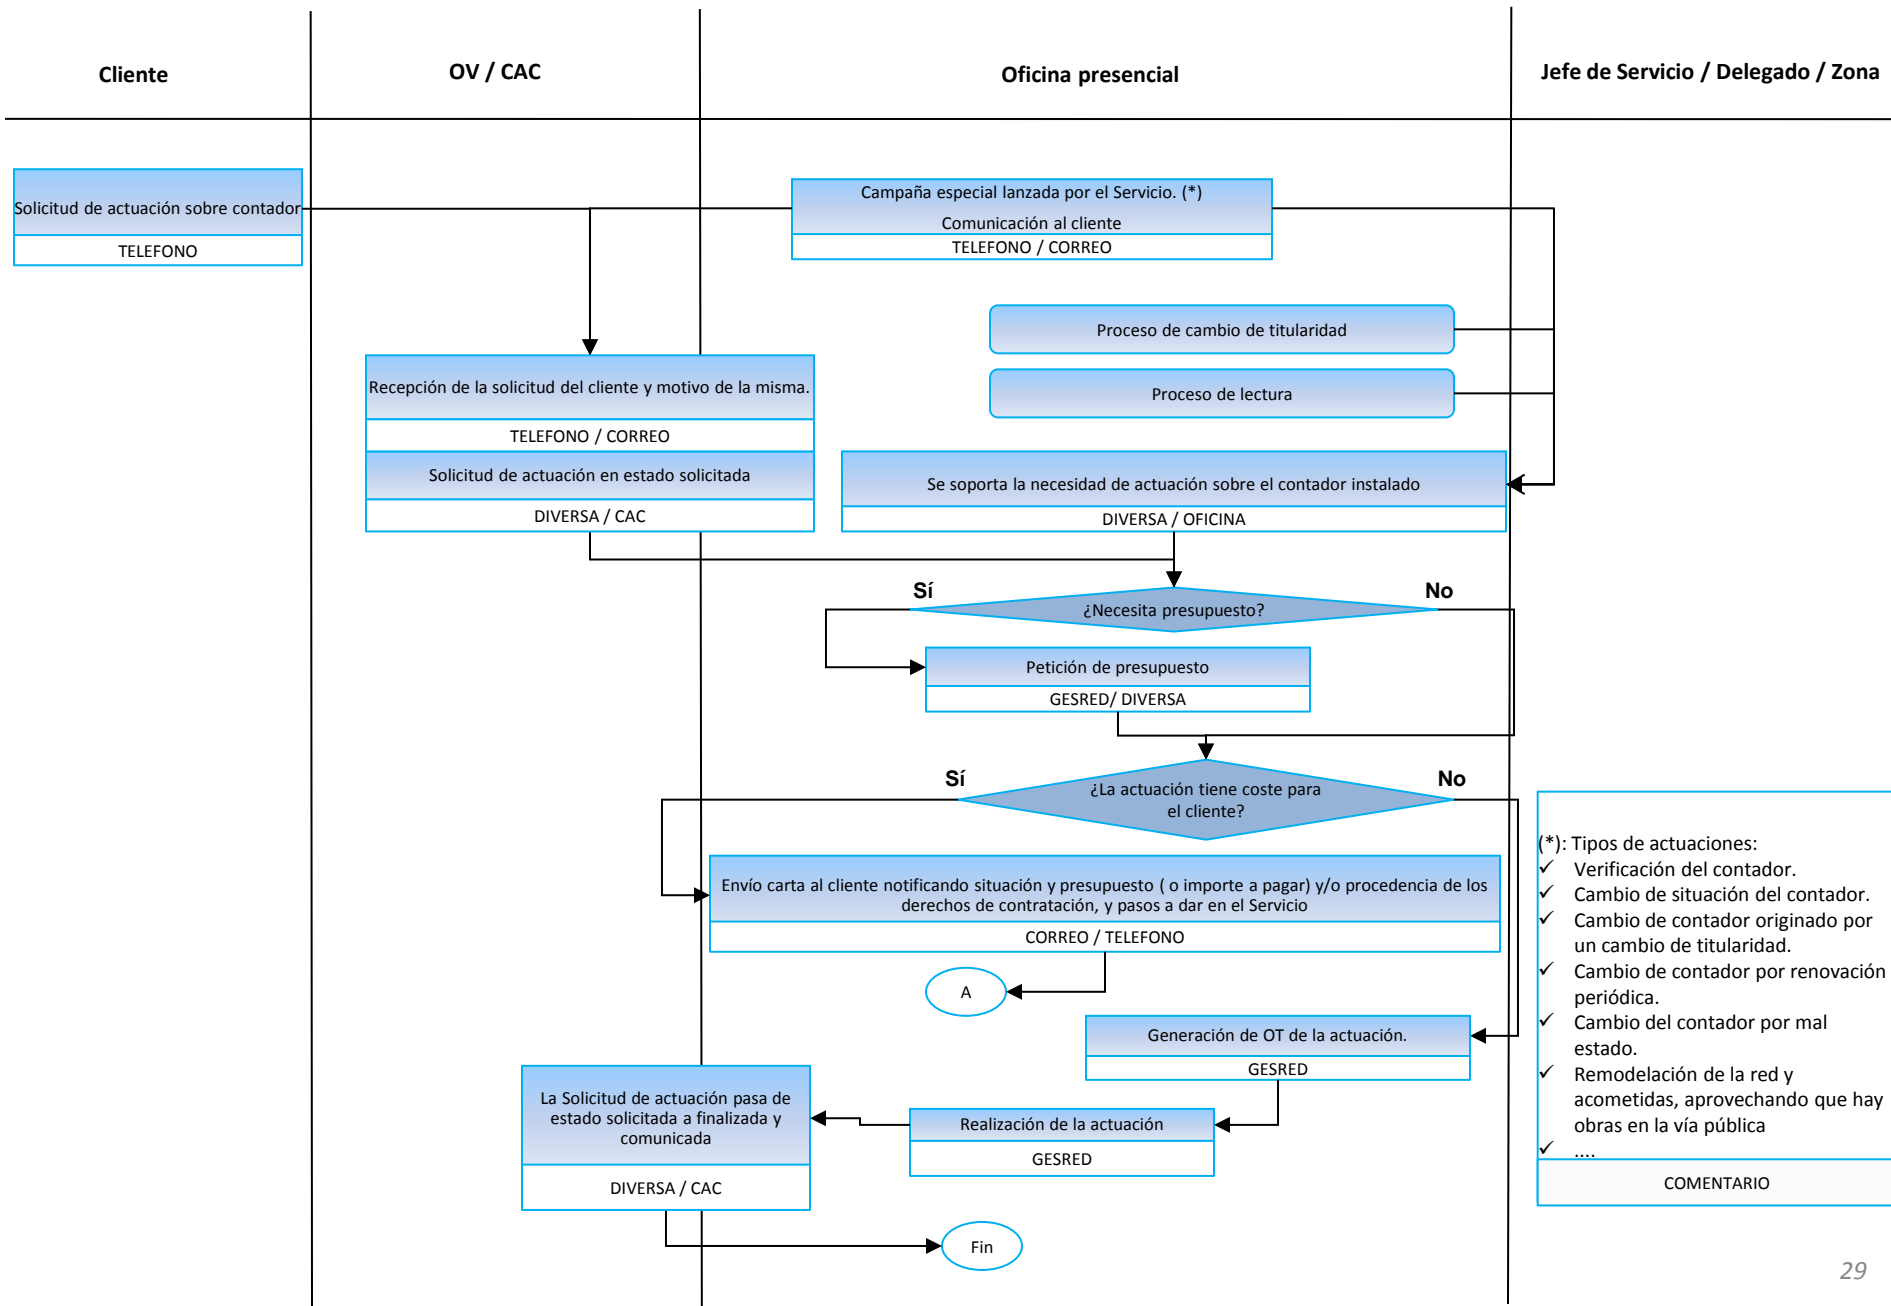 Cliente
OV / CAC
Oficina presencial
Jefe de Servicio / Delegado / Zona
Solicitud de actuación sobre contador
TELEFONO
Campaña especial lanzada por el Servicio. (*)
Comunicación al cliente
TELEFONO / CORREO
Proceso de cambio de titularidad
Proceso de lectura
Recepción de la solicitud del cliente y motivo de la misma.
TELEFONO / CORREO
Solicitud de actuación en estado solicitada
DIVERSA / CAC
Se soporta la necesidad de actuación sobre el contador instalado
DIVERSA / OFICINA
Sí
No
¿Necesita presupuesto?
Petición de presupuesto
GESRED/ DIVERSA
Sí
No
¿La actuación tiene coste para
el cliente?
Envío carta al cliente notificando situación y presupuesto ( o importe a pagar) y/o procedencia de los
derechos de contratación, y pasos a dar en el Servicio
CORREO / TELEFONO
A
Generación de OT de la actuación.
GESRED
Realización de la actuación
GESRED
La Solicitud de actuación pasa de
estado solicitada a finalizada y
comunicada
DIVERSA / CAC
Fin
(*): Tipos de actuaciones:
✓ Verificación del contador.
✓ Cambio de situación del contador.
✓ Cambio de contador originado por
un cambio de titularidad.
✓ Cambio de contador por renovación
periódica.
✓ Cambio del contador por mal
estado.
✓ Remodelación de la red y
acometidas, aprovechando que hay
obras en la vía pública
✓ ....
COMENTARIO
29